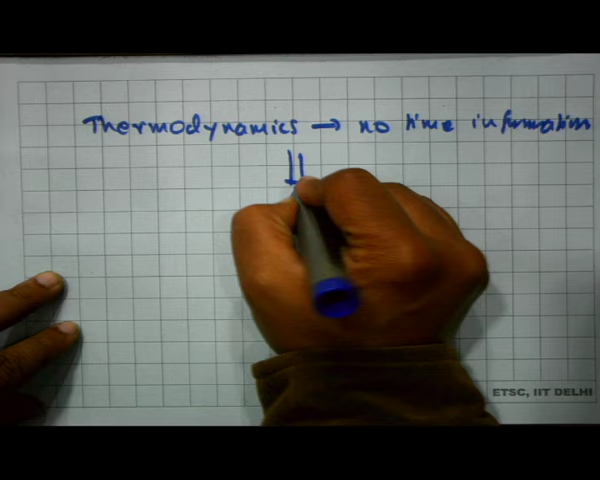 Thermodynamics → no time information
ETSC, IIT DELHI